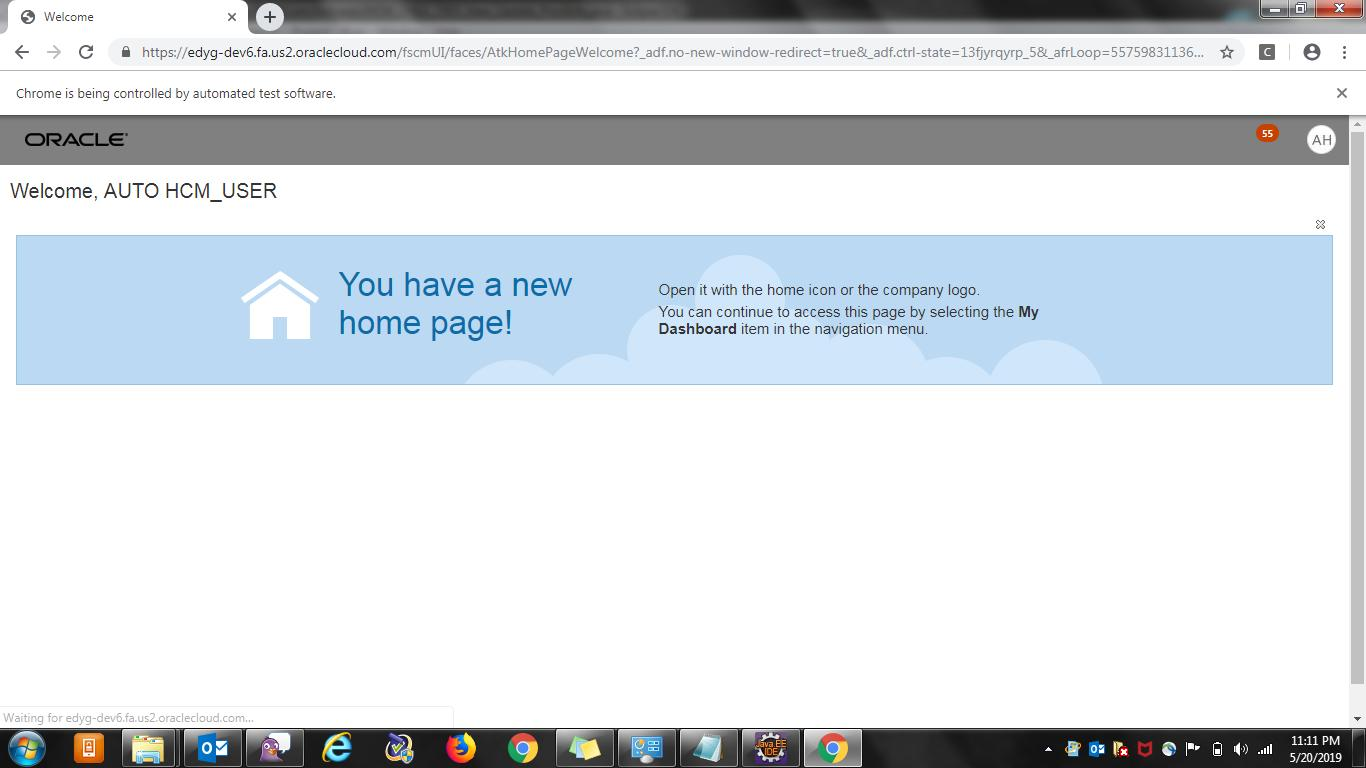 Welcome
https://edyg-dev6.fa.us2.oraclecloud.com/fscmUI/faces/AtkHomePageWelcome?_adf.no-new-window-redirect=true&_adf.ctrl-state=13fjyrqyrp_5&_afrLoop=55759831136...
C
Chrome is being controlled by automated test software.
ORACLE
55
AH
Welcome, AUTO HCM_USER
You have a new
home page!
Open it with the home icon or the company logo.
You can continue to access this page by selecting the My
Dashboard item in the navigation menu.
Waiting for edyg-dev6.fa.us2.oraclecloud.com...
Java EE
IDE
11:11 PM
5/20/2019